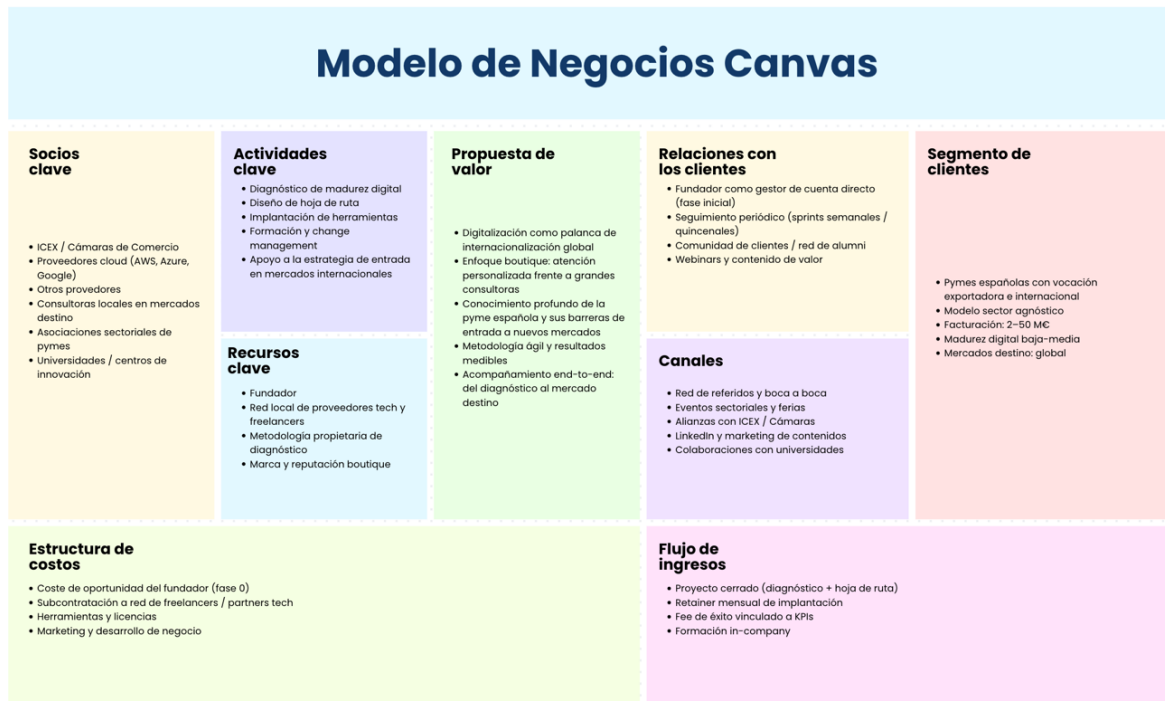 Modelo de Negocios Canvas
Socios
clave
• ICEX / Cámaras de Comercio
• Proveedores cloud (AWS, Azure,
Google)
• Otros provedores
• Consultoras locales en mercados
destino
• Asociaciones sectoriales de
pymes
• Universidades / centros de
innovación
Actividades
clave
• Diagnóstico de madurez digital
• Diseño de hoja de ruta
• Implantación de herramientas
• Formación y change
management
• Apoyo a la estrategia de entrada
en mercados internacionales
Recursos
clave
• Fundador
• Red local de proveedores tech y
freelancers
• Metodología propietaria de
diagnóstico
• Marca y reputación boutique
Propuesta de
valor
• Digitalización como palanca de
internacionalización global
• Enfoque boutique: atención
personalizada frente a grandes
consultoras
• Conocimiento profundo de la
pyme española y sus barreras de
entrada a nuevos mercados
• Metodología ágil y resultados
medibles
• Acompañamiento end-to-end:
del diagnóstico al mercado
destino
Relaciones con
los clientes
• Fundador como gestor de cuenta directo
(fase inicial)
• Seguimiento periódico (sprints semanales /
quincenales)
• Comunidad de clientes / red de alumni
• Webinars y contenido de valor
Canales
• Red de referidos y boca a boca
• Eventos sectoriales y ferias
• Alianzas con ICEX / Cámaras
• LinkedIn y marketing de contenidos
• Colaboraciones con universidades
Segmento de
clientes
• Pymes españolas con vocación
exportadora e internacional
• Modelo sector agnóstico
• Facturación: 2–50 M€
• Madurez digital baja-media
• Mercados destino: global
Estructura de
costos
• Coste de oportunidad del fundador (fase 0)
• Subcontratación a red de freelancers / partners tech
• Herramientas y licencias
• Marketing y desarrollo de negocio
Flujo de
ingresos
• Proyecto cerrado (diagnóstico + hoja de ruta)
• Retainer mensual de implantación
• Fee de éxito vinculado a KPIs
• Formación in-company